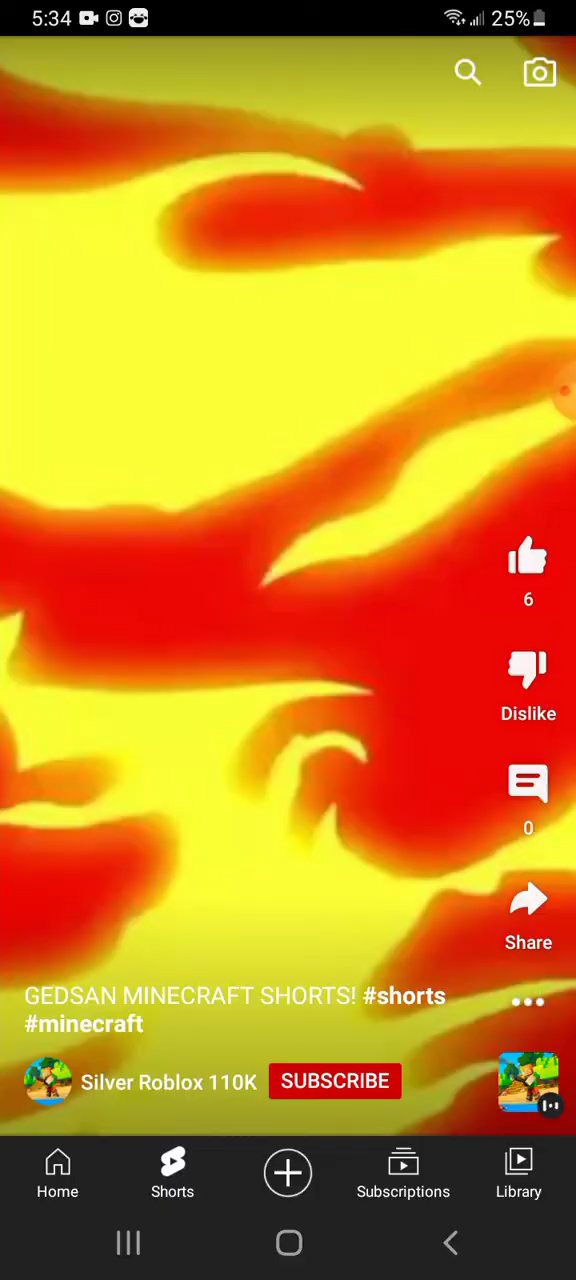 5:34
25%
6
Dislike
0
Share
GEDSAN MINECRAFT SHORTS! #shorts
#minecraft
Silver Roblox 110K
SUBSCRIBE
Home
Shorts
Subscriptions
Library